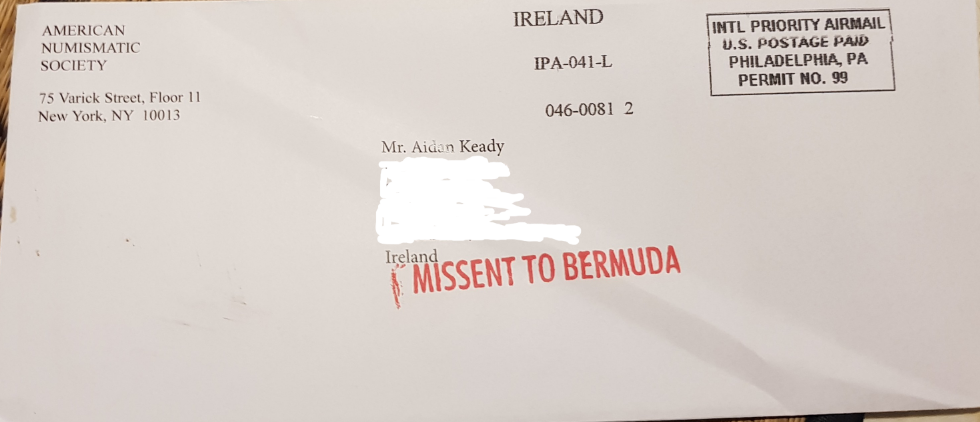 AMERICAN
NUMISMATIC
SOCIETY
75 Varick Street, Floor 11
New York, NY 10013
IRELAND
IPA-041-L
046-0081 2
INTL PRIORITY AIRMAIL
U.S. POSTAGE PAID
PHILADELPHIA, PA
PERMIT NO. 99
Mr. Aidan Keady
Ireland
MISSENT TO BERMUDA